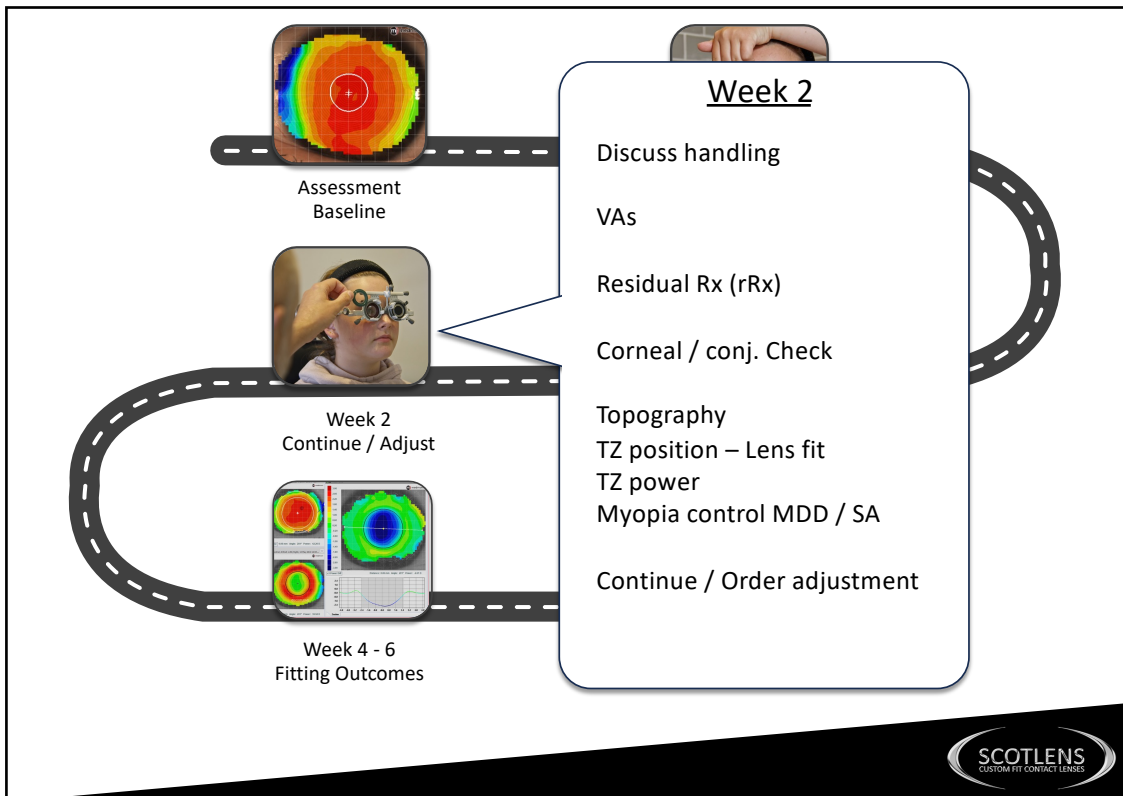 Assessment
Baseline
Week 2
Discuss handling
VAs
Residual Rx (rRx)
Corneal / conj. Check
Topography
TZ position – Lens fit
TZ power
Myopia control MDD / SA
Continue / Order adjustment
Week 2
Continue / Adjust
Week 4 - 6
Fitting Outcomes
SCOTLENS
CUSTOM FIT CONTACT LENSES